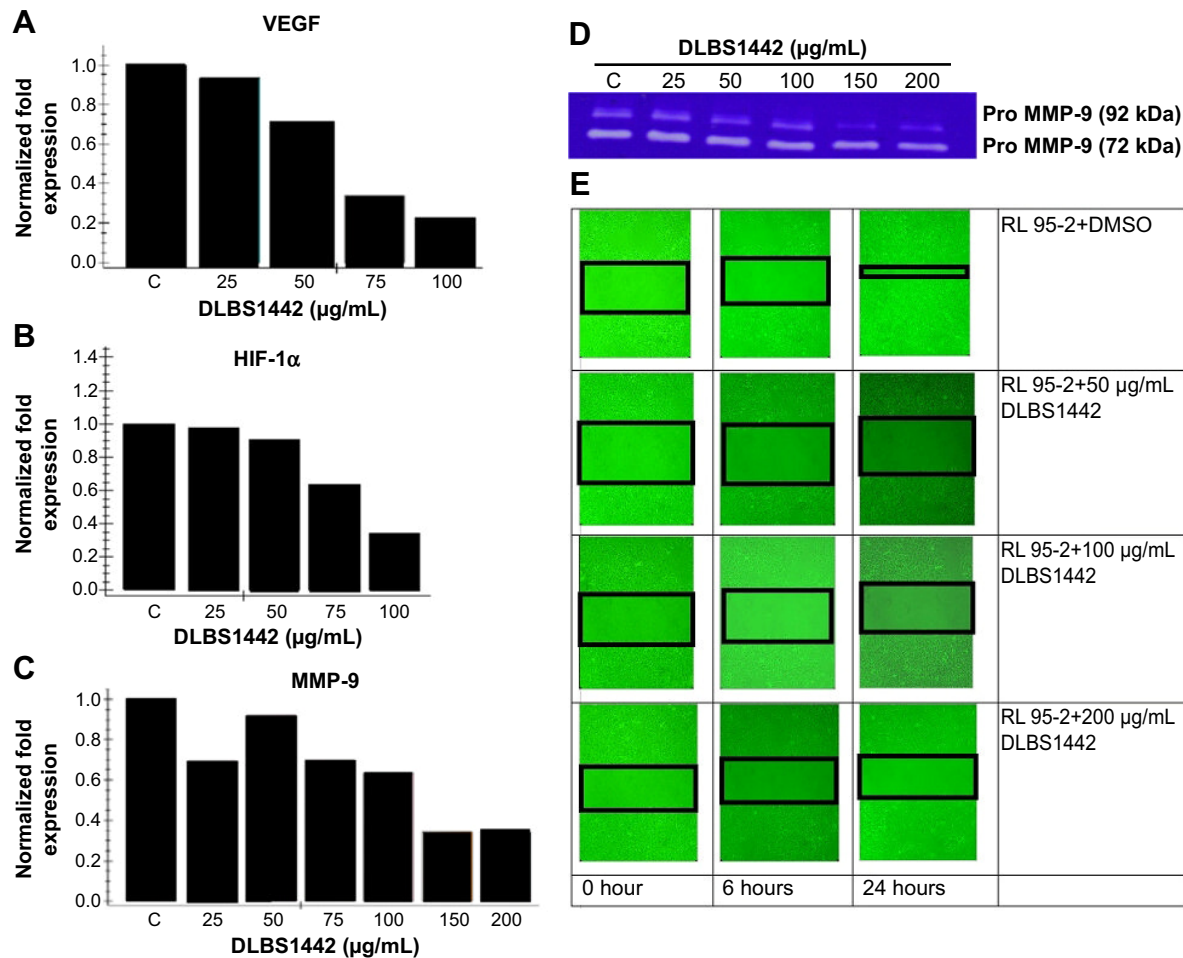 A
VEGF
Normalized fold
expression
1.0
0.8
0.6
0.4
0.2
0.0
C 25 50 75 100
DLBS1442 (µg/mL)
B
HIF-1α
Normalized fold
expression
1.4
1.2
1.0
0.8
0.6
0.4
0.2
0.0
C 25 50 75 100
DLBS1442 (µg/mL)
C
MMP-9
Normalized fold
expression
1.0
0.8
0.6
0.4
0.2
0.0
C 25 50 75 100 150 200
DLBS1442 (µg/mL)
D
DLBS1442 (µg/mL)
C 25 50 100 150 200
Pro MMP-9 (92 kDa)
Pro MMP-9 (72 kDa)
E
RL 95-2+DMSO
RL 95-2+50 µg/mL
DLBS1442
RL 95-2+100 µg/mL
DLBS1442
RL 95-2+200 µg/mL
DLBS1442
0 hour 6 hours 24 hours